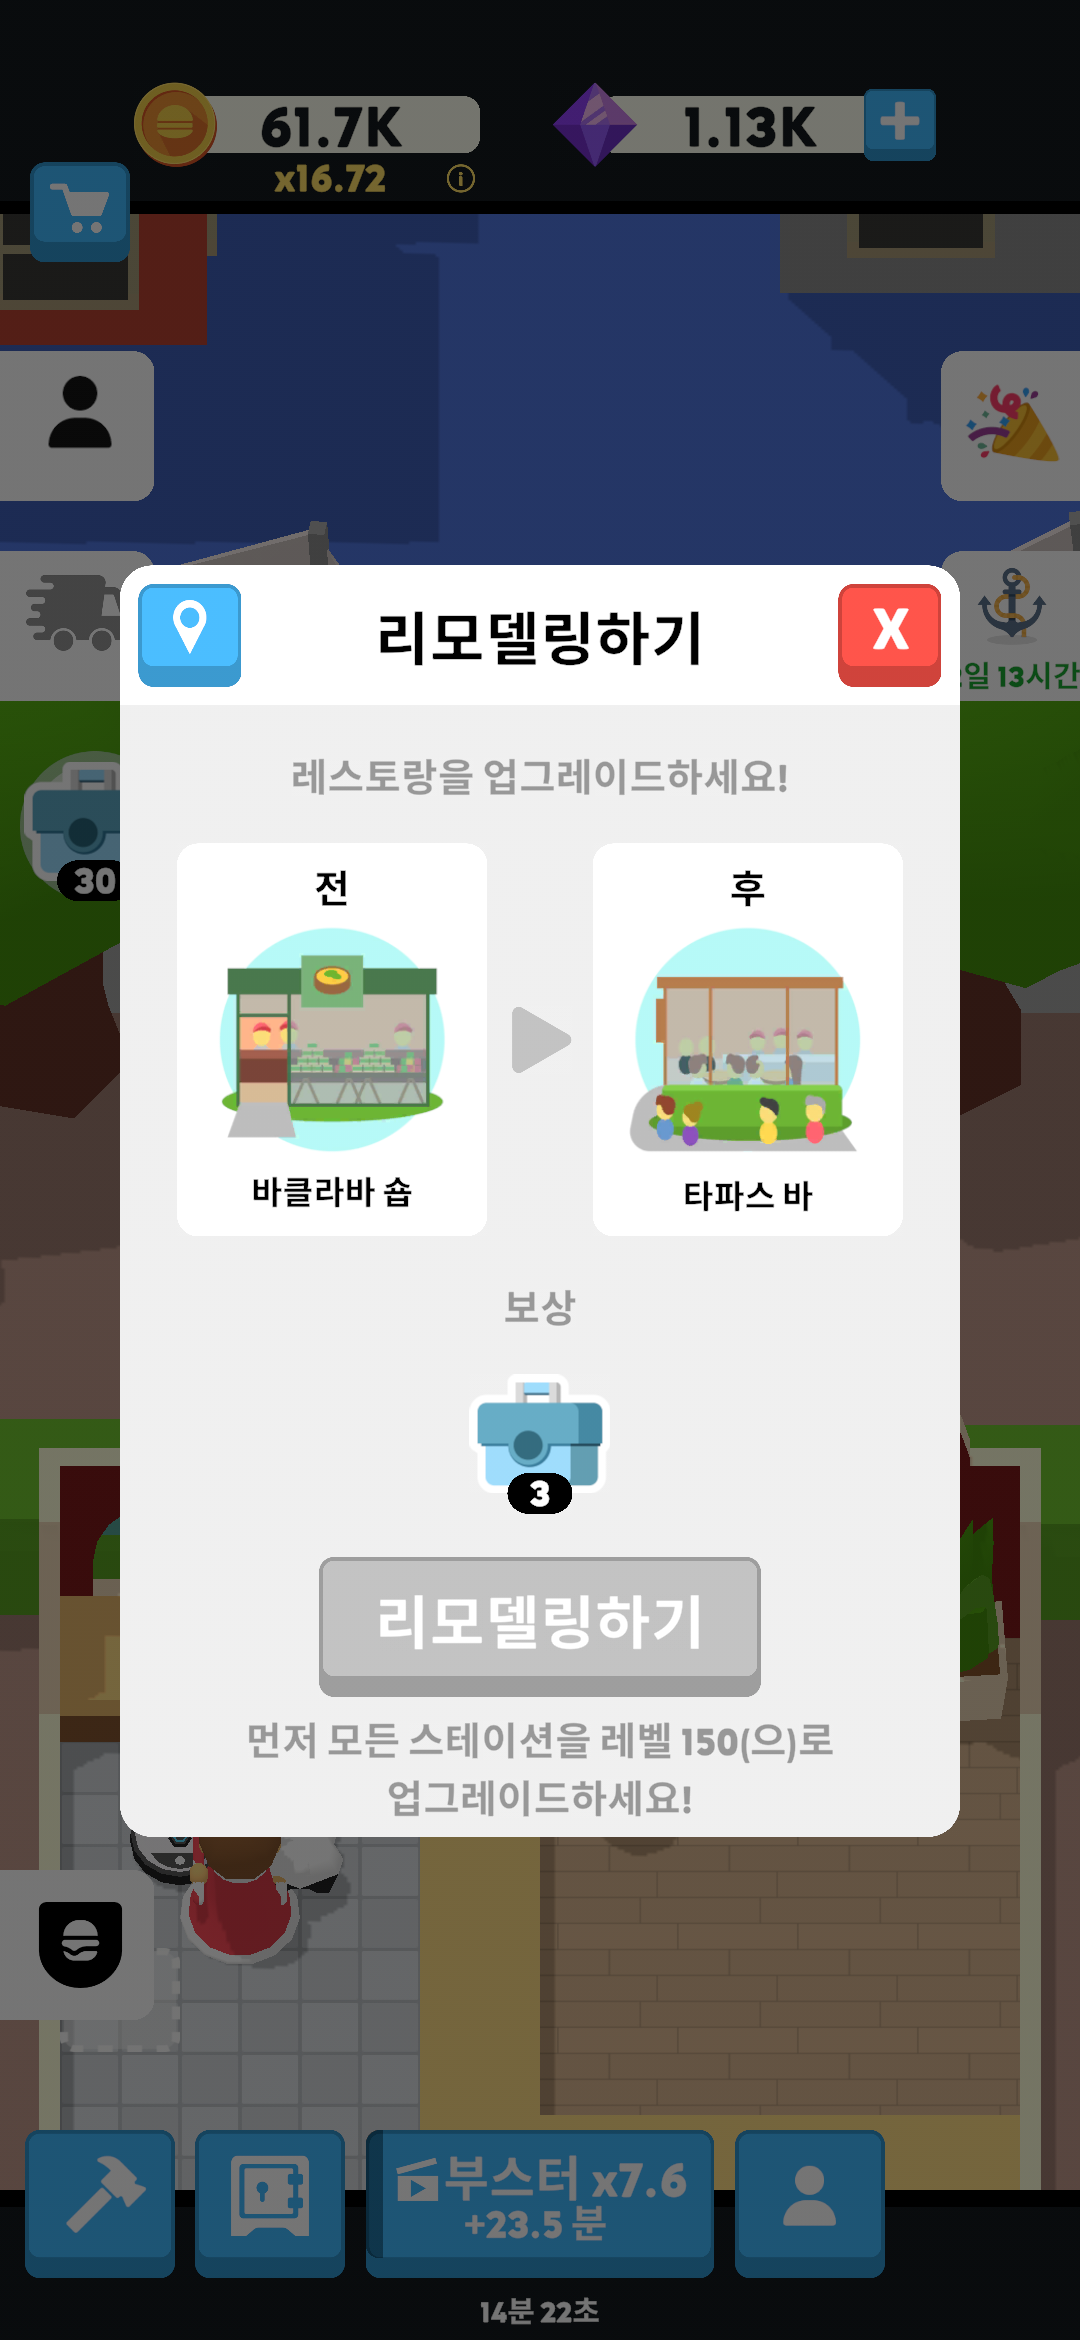 61.7K
1.13K
x16.72
리모델링하기
X
일 13시간
레스토랑을 업그레이드하세요!
전
후
30
바클라바 숍
타파스 바
보상
3
리모델링하기
먼저 모든 스테이션을 레벨 150(으)로
업그레이드하세요!
부스터 x7.6
+23.5 분
14분 22초